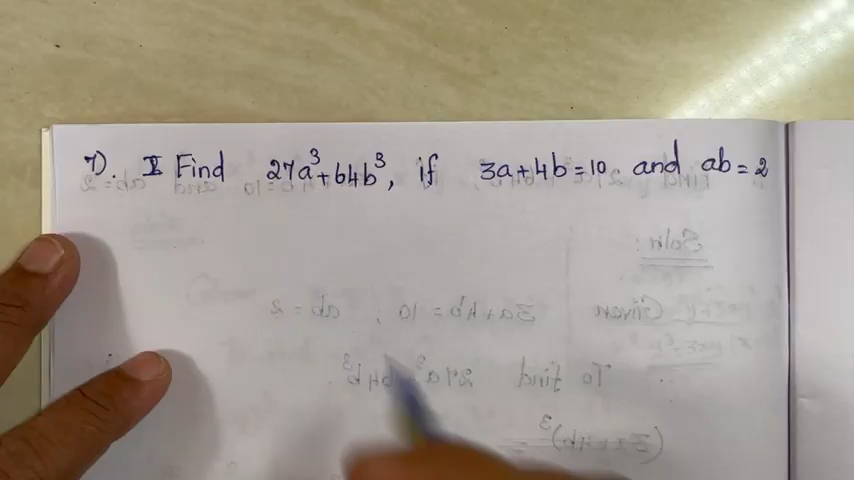 7). Find 27a³+64b³, if 3a+4b=10 and ab=2